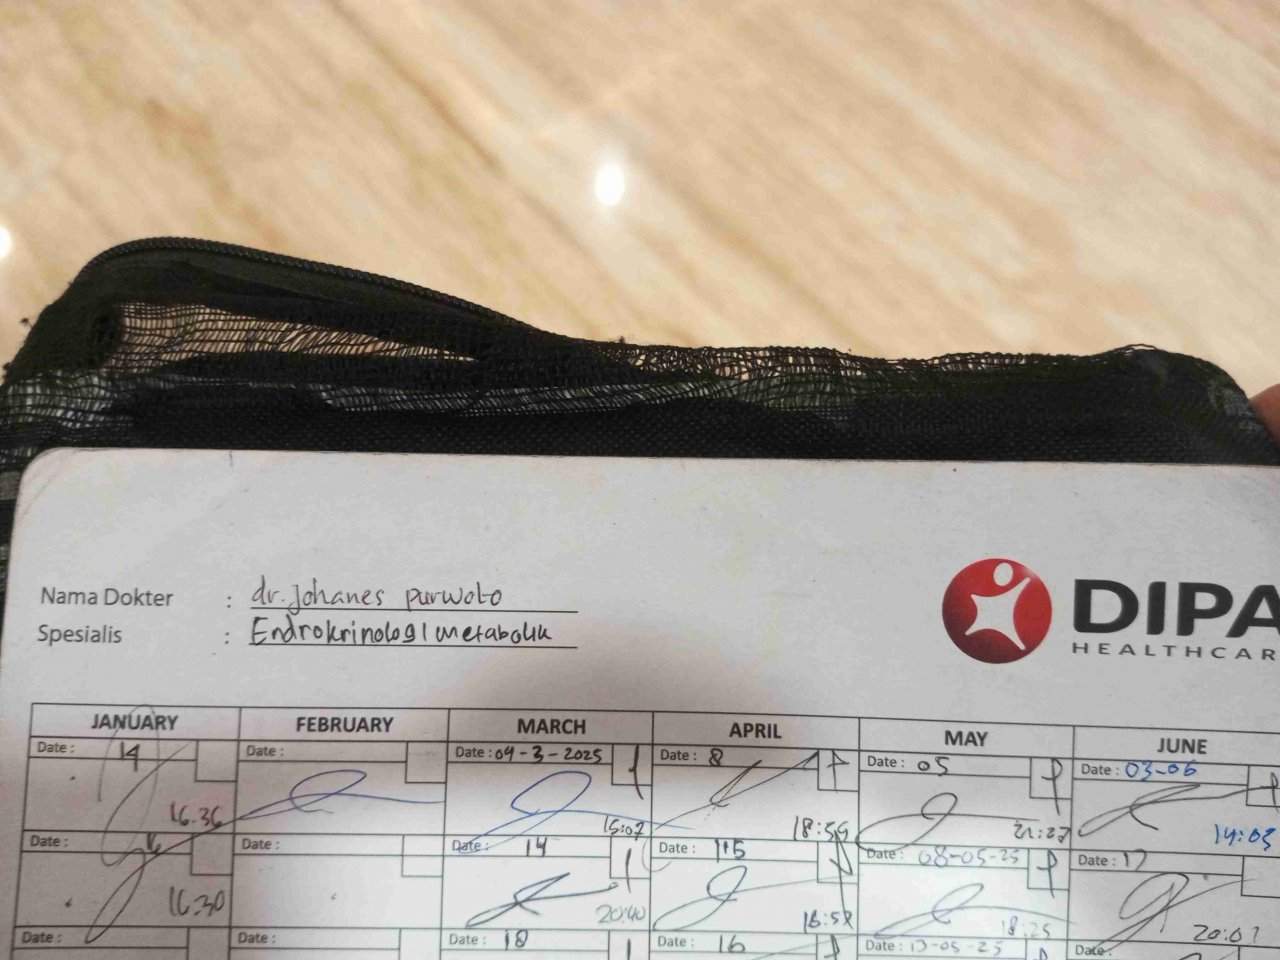 Nama Dokter : dr. Johanes purwoto
Spesialis : Endrokrinologi metabolik
DIPA
HEALTHCAR
JANUARY FEBRUARY MARCH APRIL MAY JUNE
Date : 14 Date : Date : 04-3-2025 Date : 8 Date : 05 Date : 03-06
16.36 15:07 18:59 21:27 14:03
Date : Date : Date : 14 Date : 15 Date : 08-05-25 Date : 17
16.30 20:40 16:58 18:25 20:07
Date : Date : Date : 18 Date : 16 Date : 13-05-25 Date :